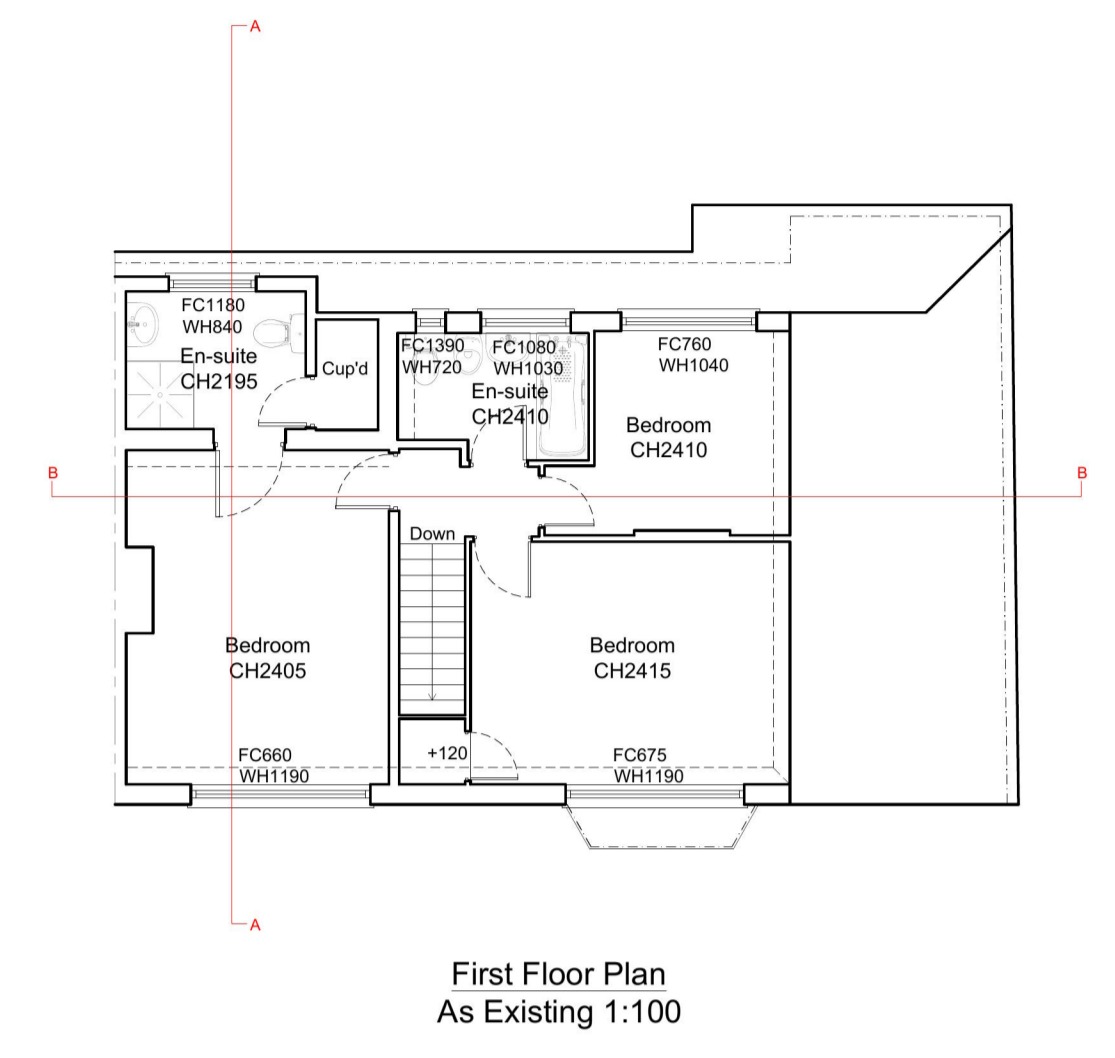 A
FC1180
WH840
En-suite
CH2195
Cup'd
FC1390
WH720
FC1080
WH1030
En-suite
CH2410
FC760
WH1040
Bedroom
CH2410
B
B
Down
Bedroom
CH2405
Bedroom
CH2415
FC660
WH1190
+120
FC675
WH1190
A
First Floor Plan
As Existing 1:100